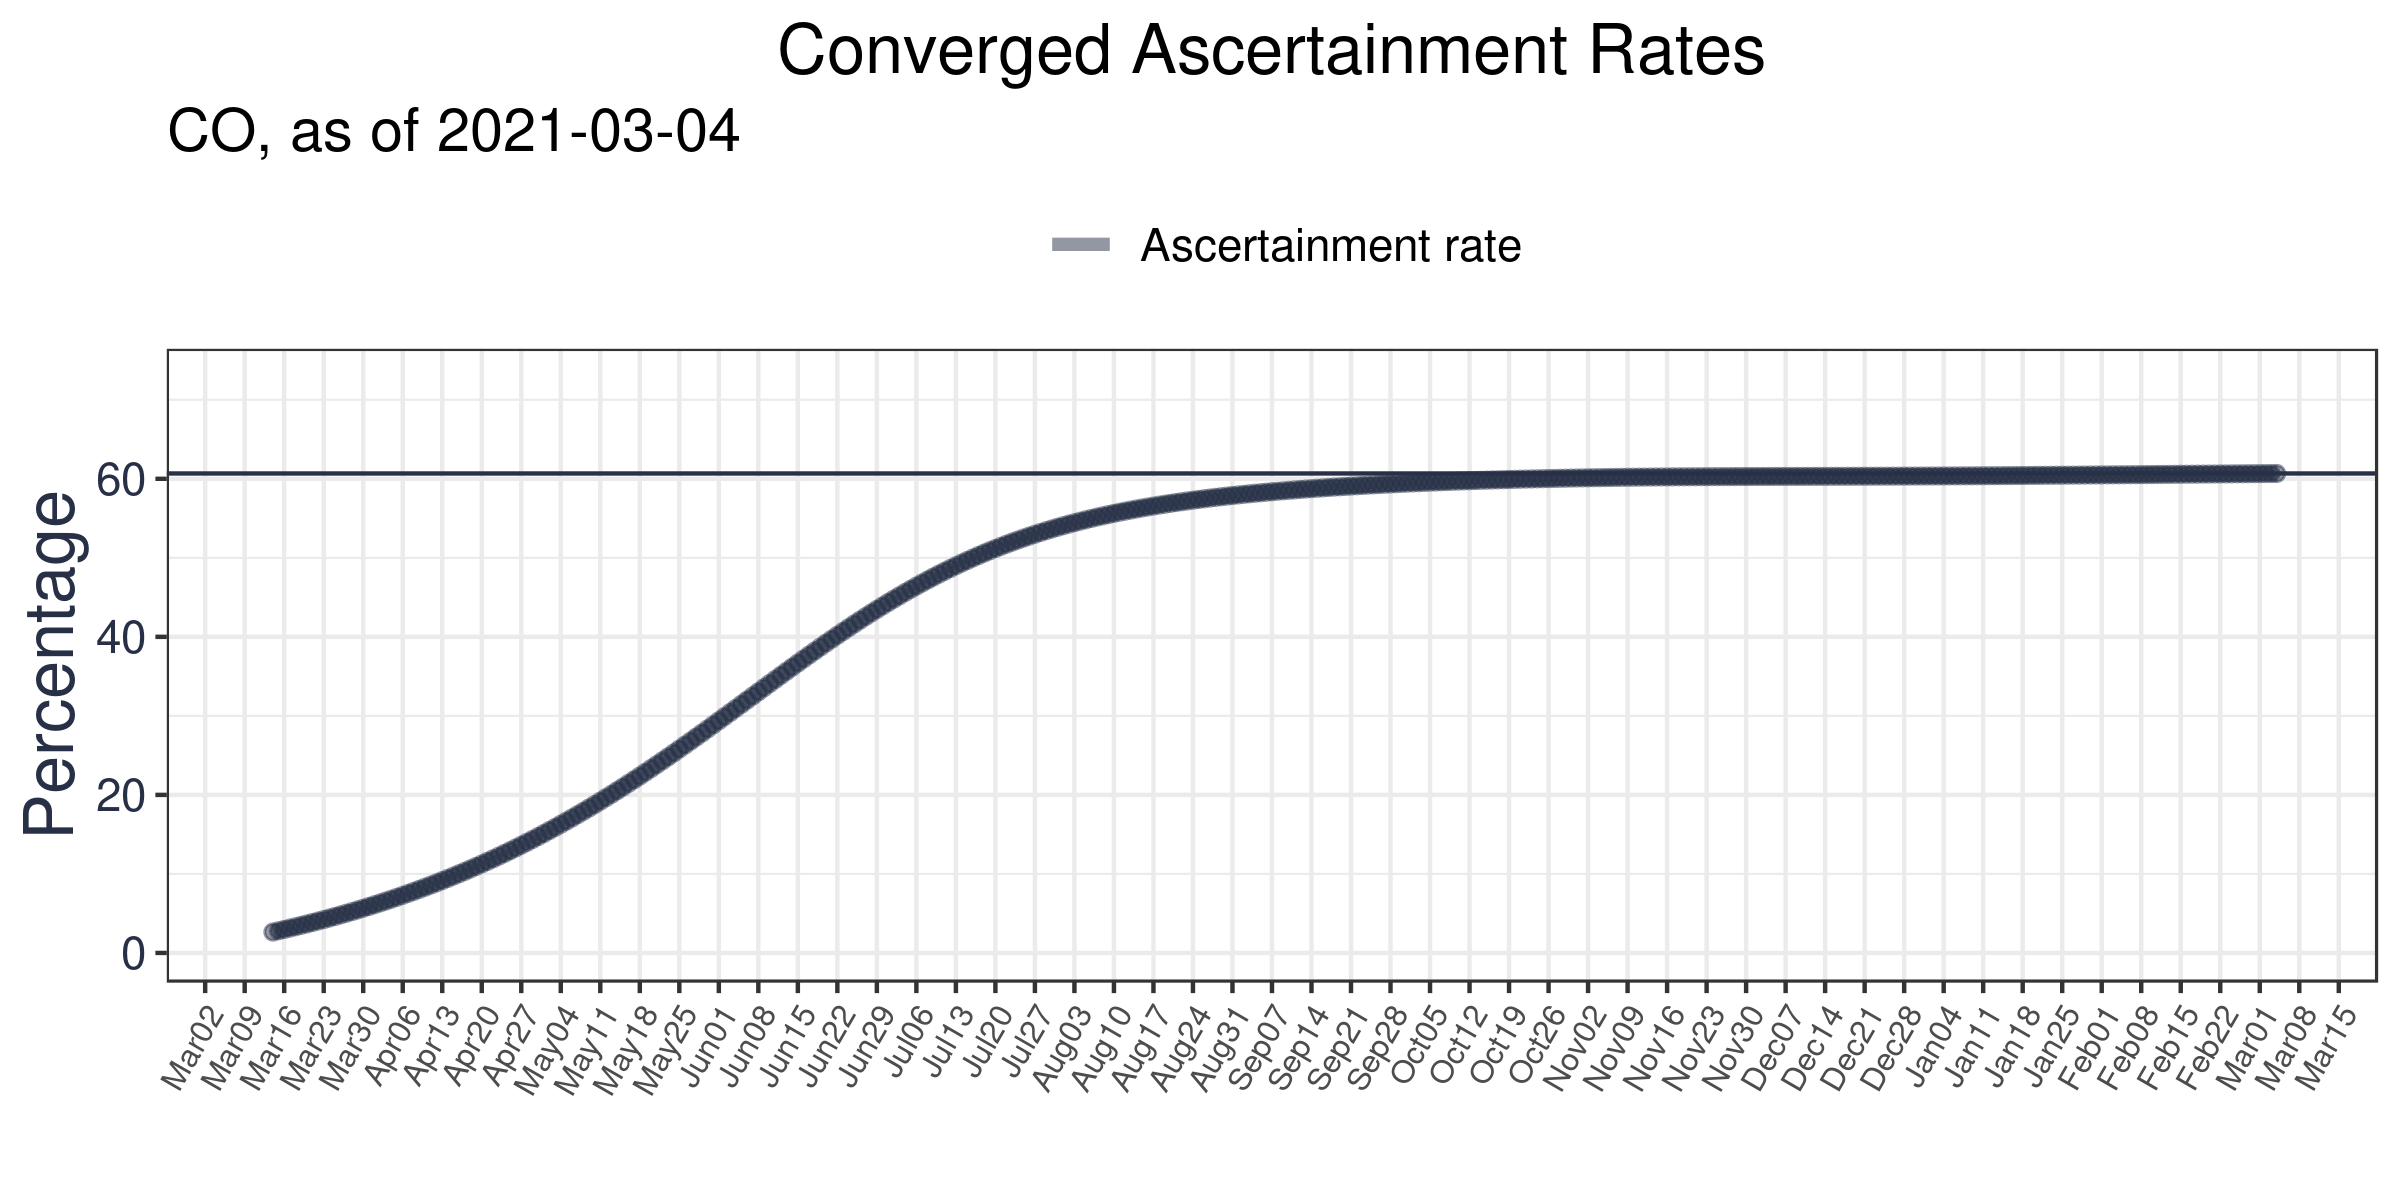 Converged Ascertainment Rates
CO, as of 2021-03-04
Ascertainment rate
Percentage
60
40
20
0
Mar02 Mar09 Mar16 Mar23 Mar30 Apr06 Apr13 Apr20 Apr27 May04 May11 May18 May25 Jun01 Jun08 Jun15 Jun22 Jun29 Jul06 Jul13 Jul20 Jul27 Aug03 Aug10 Aug17 Aug24 Aug31 Sep07 Sep14 Sep21 Sep28 Oct05 Oct12 Oct19 Oct26 Nov02 Nov09 Nov16 Nov23 Nov30 Dec07 Dec14 Dec21 Dec28 Jan04 Jan11 Jan18 Jan25 Feb01 Feb08 Feb15 Feb22 Mar01 Mar08 Mar15